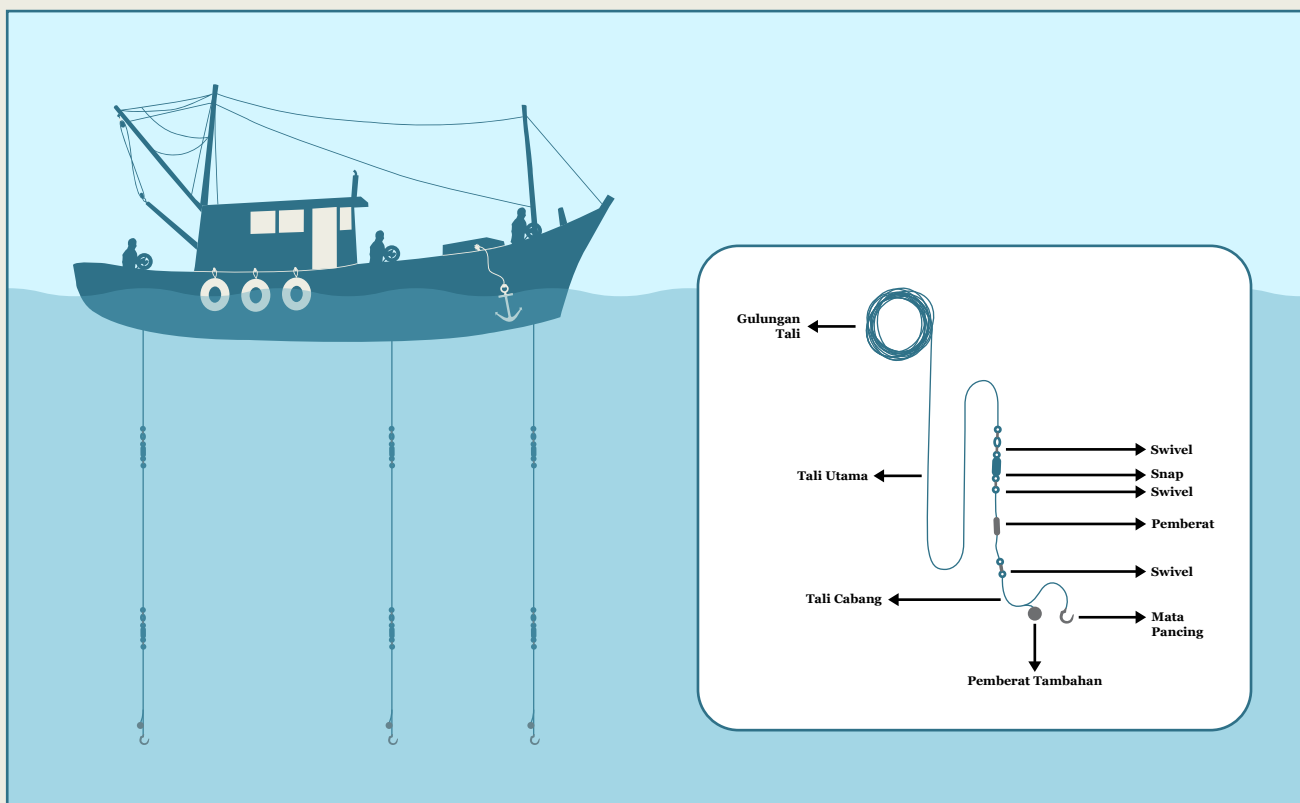 Gulungan
Tali
Swivel
Tali Utama
Snap
Swivel
Pemberat
Swivel
Tali Cabang
Mata
Pancing
Pemberat Tambahan